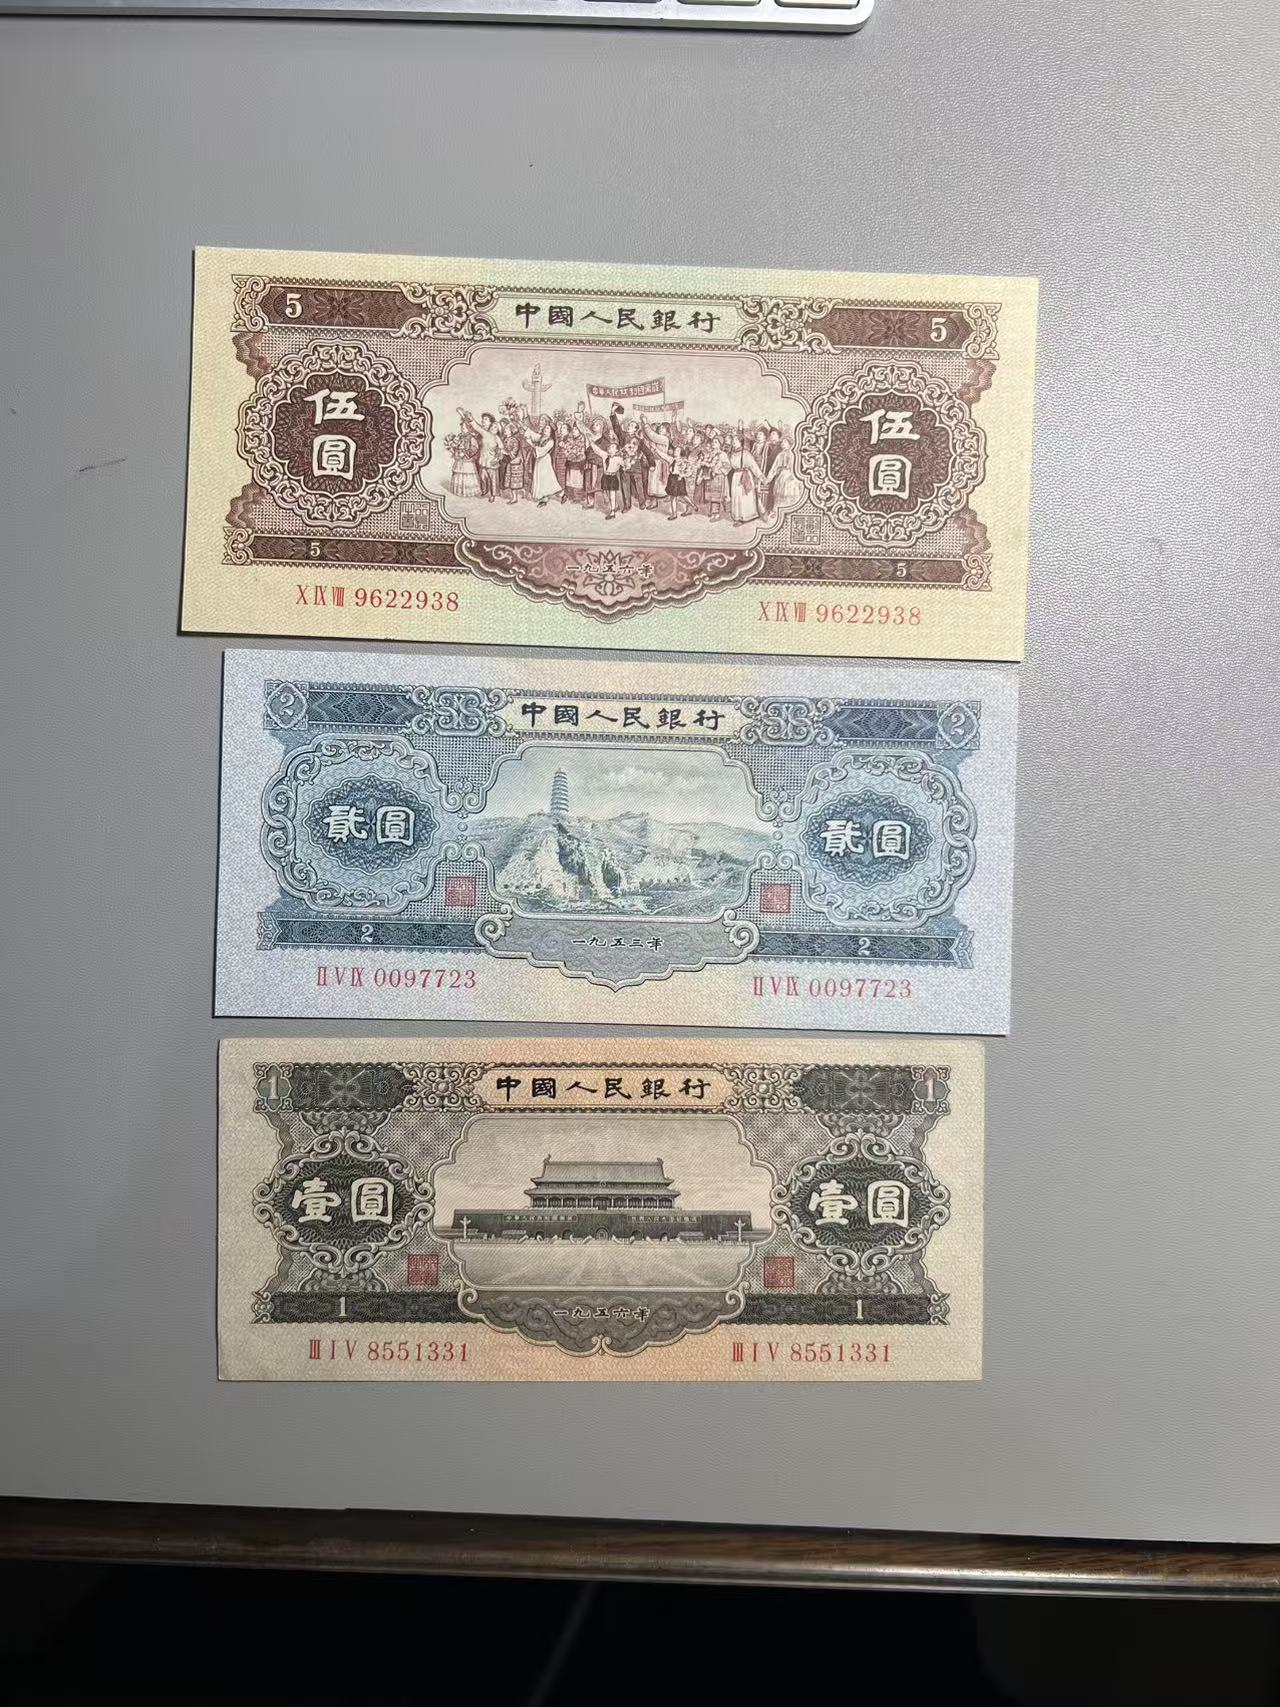 5 中國人民銀行 5
伍圓 伍圓
一九五六年
5 5
X IX VIII 9622938 X IX VIII 9622938
2 中國人民銀行 2
貳圓 貳圓
一九五三年
2 2
II V IX 0097723 II V IX 0097723
1 中國人民銀行 1
壹圓 壹圓
一九五六年
1 1
III I V 8551331 III I V 8551331